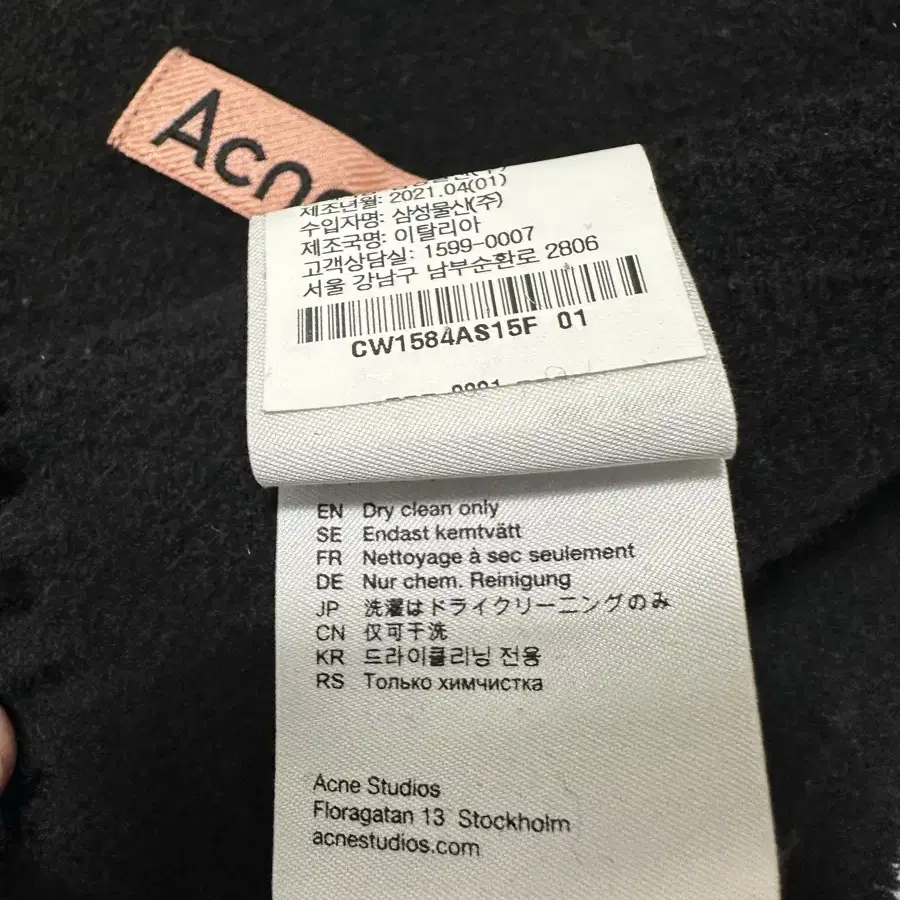 Acne
제조년월: 2021.04(01)
수입자명: 삼성물산(주)
제조국명: 이탈리아
고객상담실: 1599-0007
서울 강남구 남부순환로 2806
CW1584AS15F 01
EN Dry clean only
SE Endast kemtvätt
FR Nettoyage à sec seulement
DE Nur chem. Reinigung
JP 洗濯はドライクリーニングのみ
CN 仅可干洗
KR 드라이클리닝 전용
RS Только химчистка
Acne Studios
Floragatan 13 Stockholm
acnestudios.com